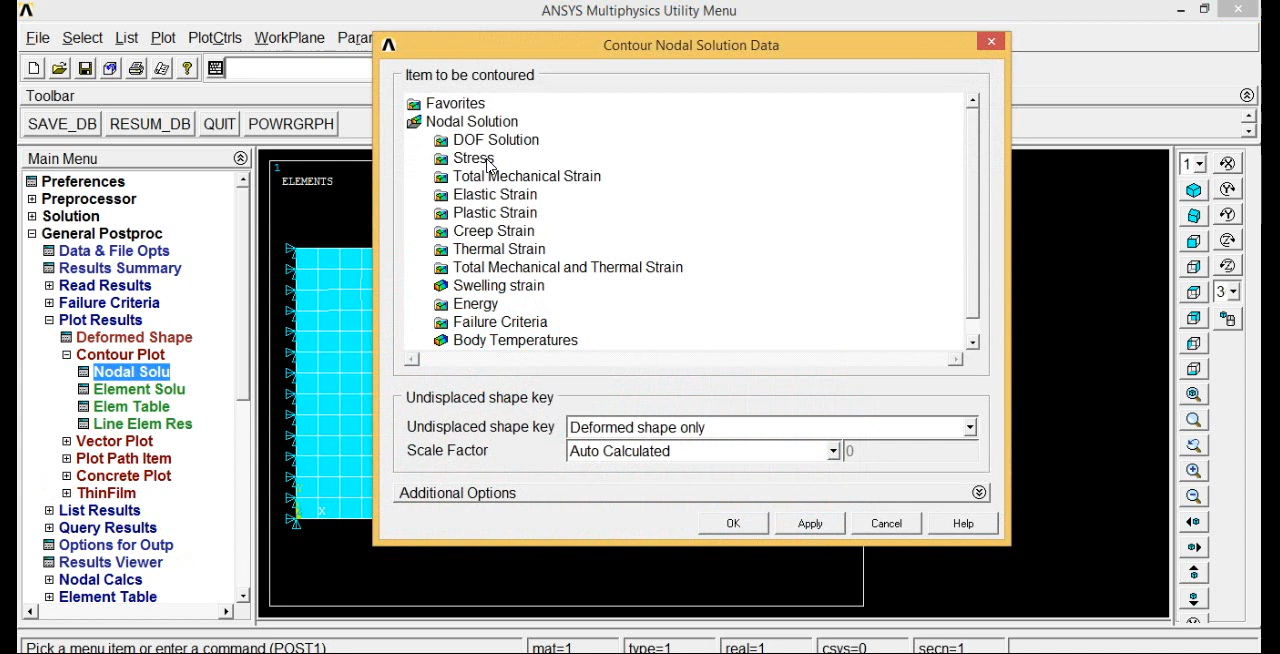 ANSYS Multiphysics Utility Menu
File Select List Plot PlotCtrls WorkPlane
Toolbar
SAVE_DB RESUM_DB QUIT POWRGRPH
Main Menu
Preferences
Preprocessor
Solution
General Postproc
Data & File Opts
Results Summary
Read Results
Failure Criteria
Plot Results
Deformed Shape
Contour Plot
Nodal Solu
Element Solu
Elem Table
Line Elem Res
Vector Plot
Plot Path Item
Concrete Plot
ThinFilm
List Results
Query Results
Options for Outp
Results Viewer
Nodal Calcs
Element Table
1
ELEMENTS
X
Contour Nodal Solution Data
Item to be contoured
Favorites
Nodal Solution
DOF Solution
Stress
Total Mechanical Strain
Elastic Strain
Plastic Strain
Creep Strain
Thermal Strain
Total Mechanical and Thermal Strain
Swelling strain
Energy
Failure Criteria
Body Temperatures
Undisplaced shape key
Undisplaced shape key Deformed shape only
Scale Factor Auto Calculated 0
Additional Options
OK Apply Cancel Help
1
3
Pick a menu item or enter a command (POST1) mat=1 type=1 real=1 csys=0 secn=1